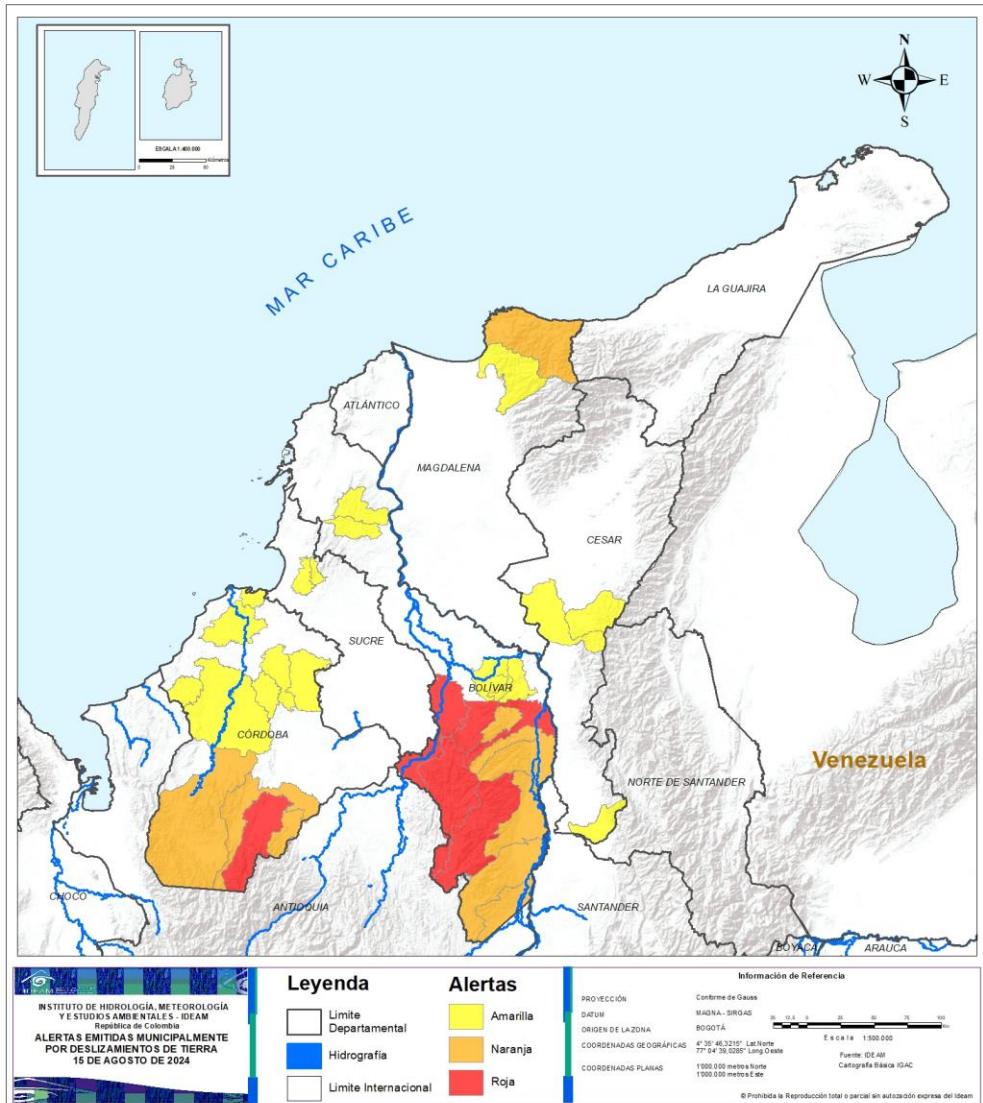 N
W E
S
ESCALA 1:400.000
Kilómetros
MAR CARIBE
LA GUAJIRA
ATLÁNTICO
MAGDALENA
CESAR
SUCRE
BOLÍVAR
CÓRDOBA
NORTE DE SANTANDER
Venezuela
CHOCO
ANTIOQUIA
SANTANDER
BOYACA
ARAUCA
IDEAM
INSTITUTO DE HIDROLOGÍA, METEOROLOGÍA
Y ESTUDIOS AMBIENTALES - IDEAM
República de Colombia
ALERTAS EMITIDAS MUNICIPALMENTE
POR DESLIZAMIENTOS DE TIERRA
15 DE AGOSTO DE 2024
Leyenda
Limite
Departamental
Hidrografía
Limite Internacional
Alertas
Amarilla
Naranja
Roja
Información de Referencia
PROYECCIÓN Conforme de Gauss
DATUM MAGNA - SIRGAS
ORIGEN DE LA ZONA BOGOTÁ
COORDENADAS GEOGRÁFICAS 4° 35' 46,3215" Lat.Norte
77° 04' 39,0285" Long.Oeste
COORDENADAS PLANAS 1'000.000 metros Norte
1'000.000 metros Este
Escala 1:500.000
Fuente: IDEAM
Cartografía Básica IGAC
© Prohibida la Reproducción total o parcial sin autozación expresa del Ideam